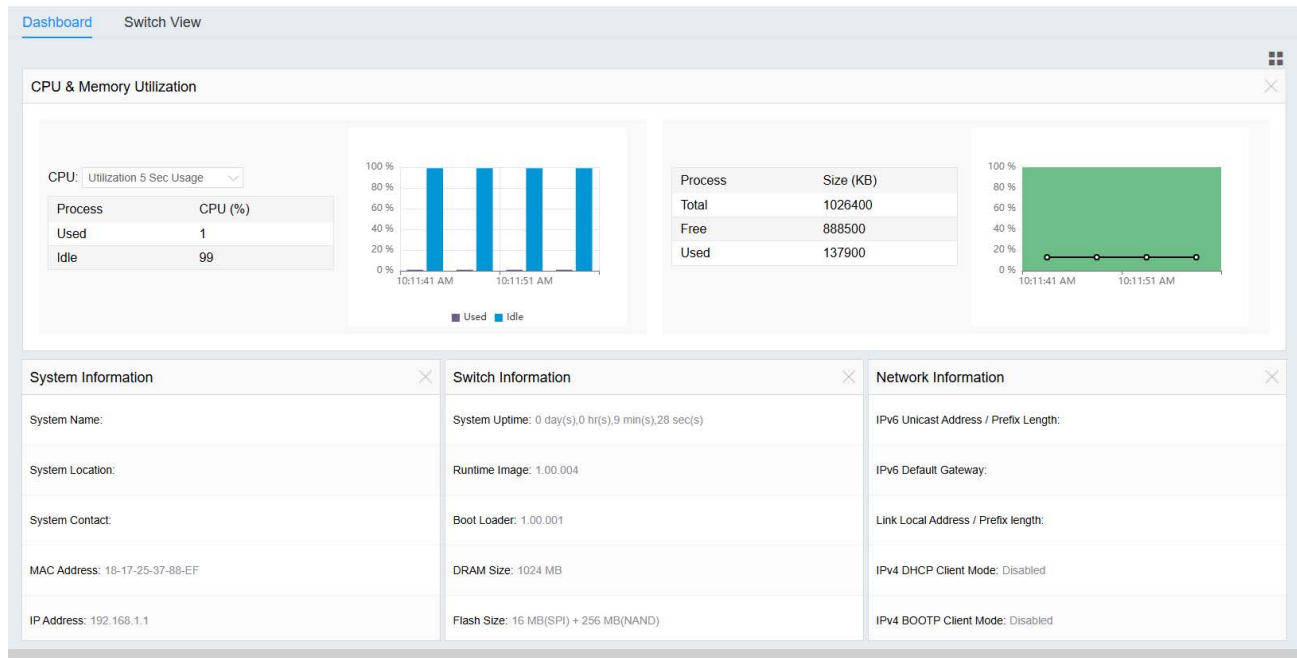 Dashboard Switch View
CPU & Memory Utilization
CPU: Utilization 5 Sec Usage
Process CPU (%)
Used 1
Idle 99
100 %
80 %
60 %
40 %
20 %
0 %
10:11:41 AM 10:11:51 AM
Used Idle
Process Size (KB)
Total 1026400
Free 888500
Used 137900
100 %
80 %
60 %
40 %
20 %
0 %
10:11:41 AM 10:11:51 AM
System Information
System Name:
System Location:
System Contact:
MAC Address: 18-17-25-37-88-EF
IP Address: 192.168.1.1
Switch Information
System Uptime: 0 day(s),0 hr(s),9 min(s),28 sec(s)
Runtime Image: 1.00.004
Boot Loader: 1.00.001
DRAM Size: 1024 MB
Flash Size: 16 MB(SPI) + 256 MB(NAND)
Network Information
IPv6 Unicast Address / Prefix Length:
IPv6 Default Gateway:
Link Local Address / Prefix length:
IPv4 DHCP Client Mode: Disabled
IPv4 BOOTP Client Mode: Disabled